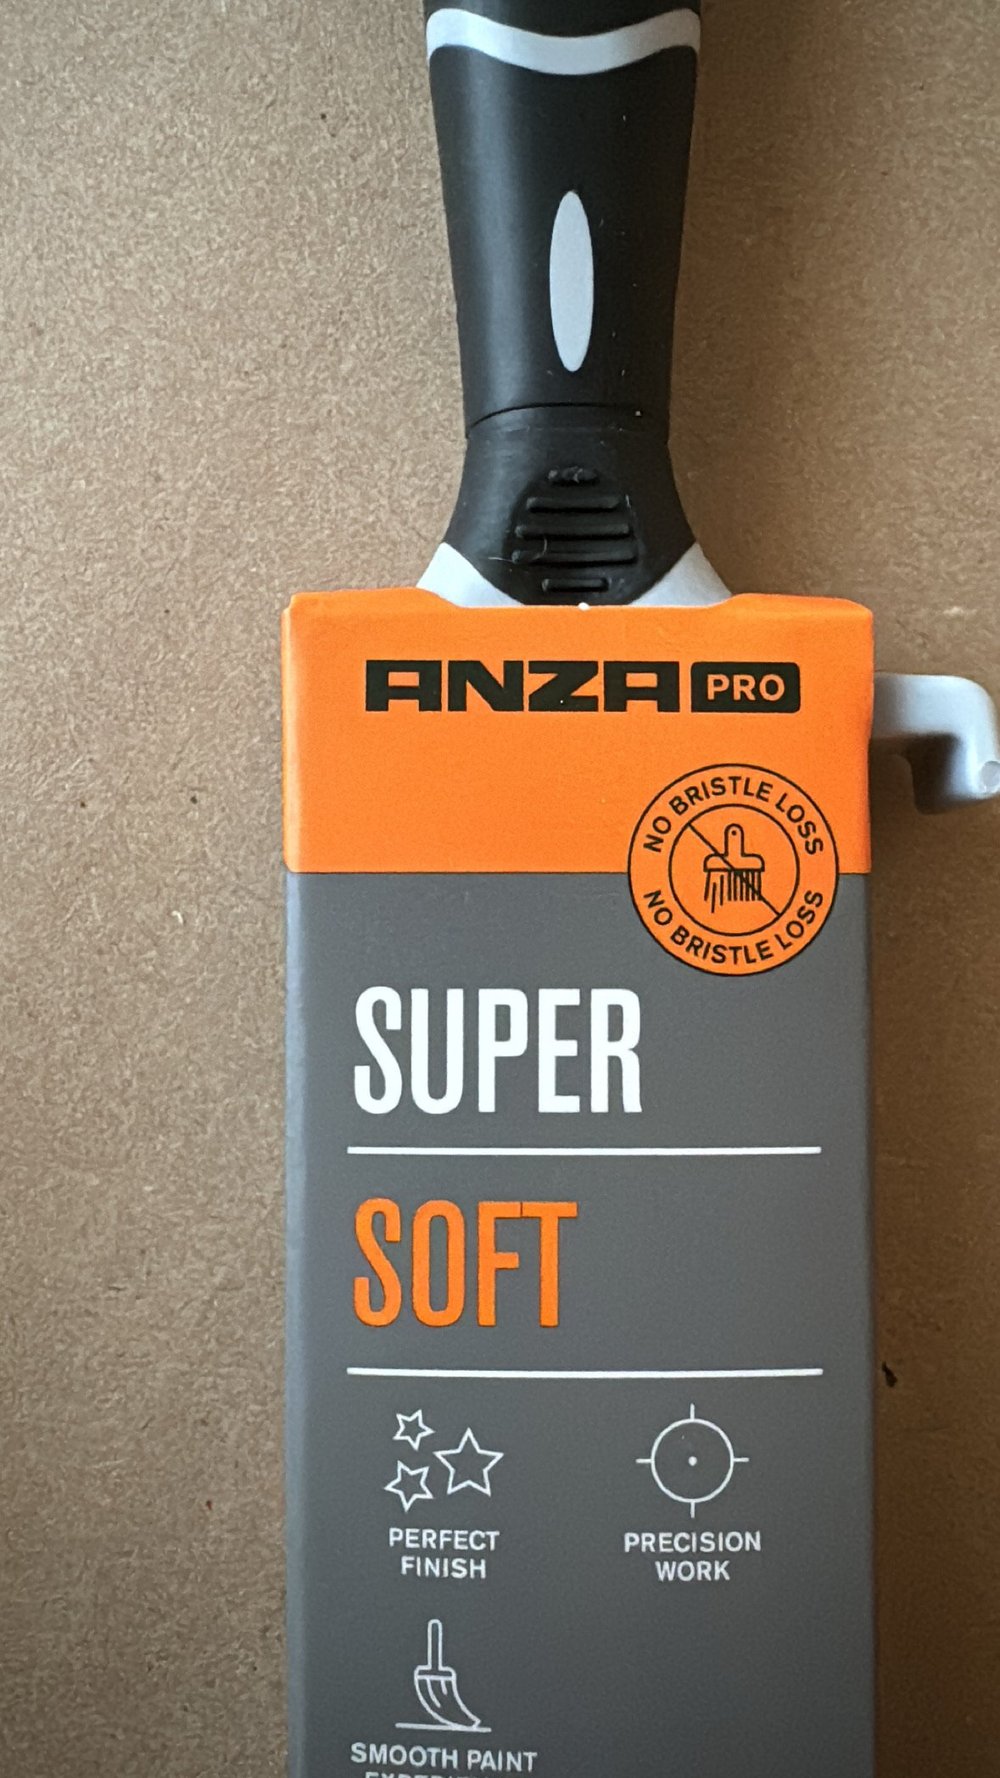 ANZA PRO
NO BRISTLE LOSS
NO BRISTLE LOSS
SUPER
SOFT
PERFECT
FINISH
PRECISION
WORK
SMOOTH PAINT